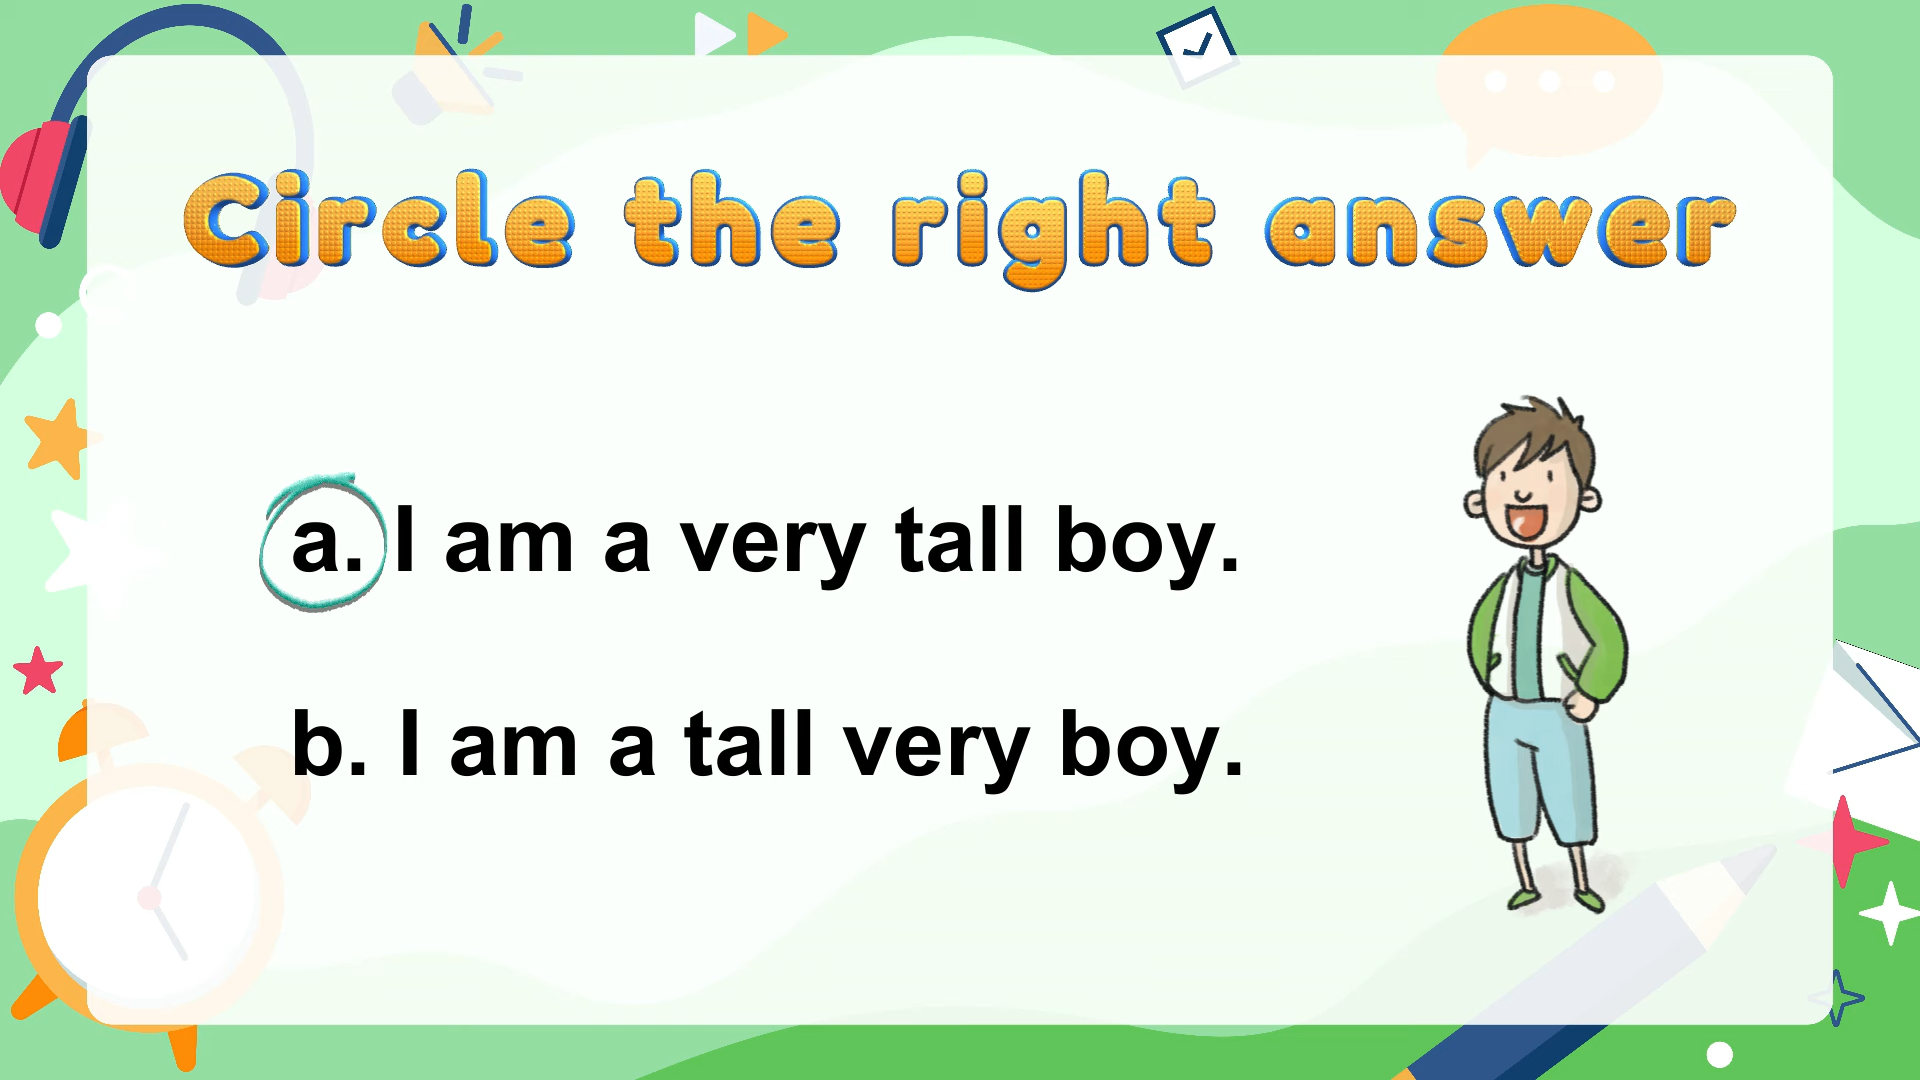 Circle the right answer
a. I am a very tall boy.
b. I am a tall very boy.